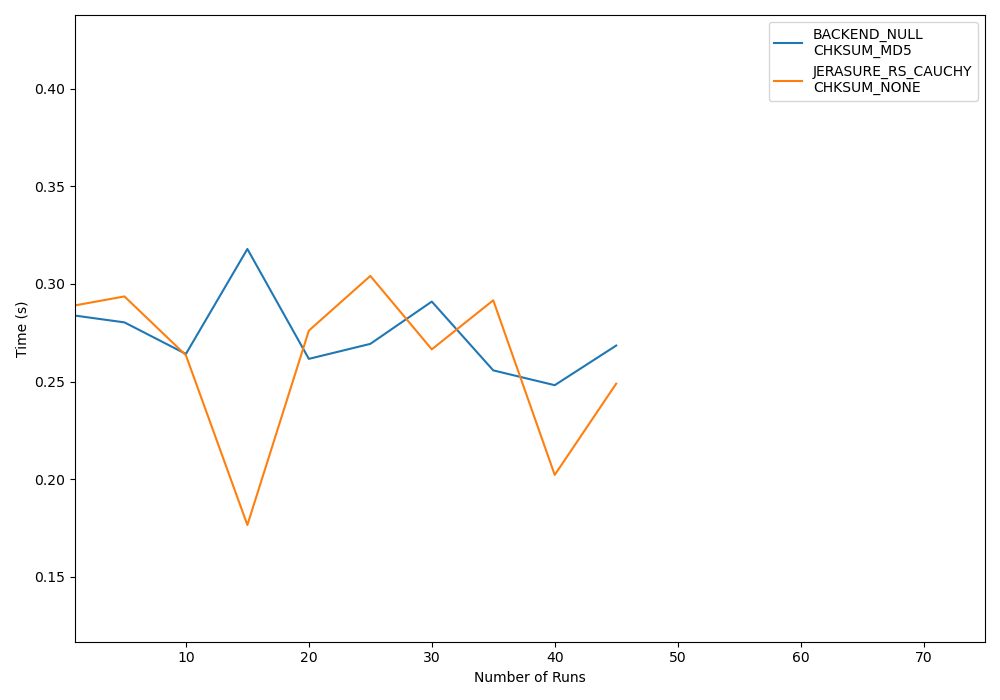 BACKEND_NULL
CHKSUM_MD5
JERASURE_RS_CAUCHY
CHKSUM_NONE
0.40
0.35
0.30
0.25
0.20
0.15
Time (s)
10 20 30 40 50 60 70
Number of Runs